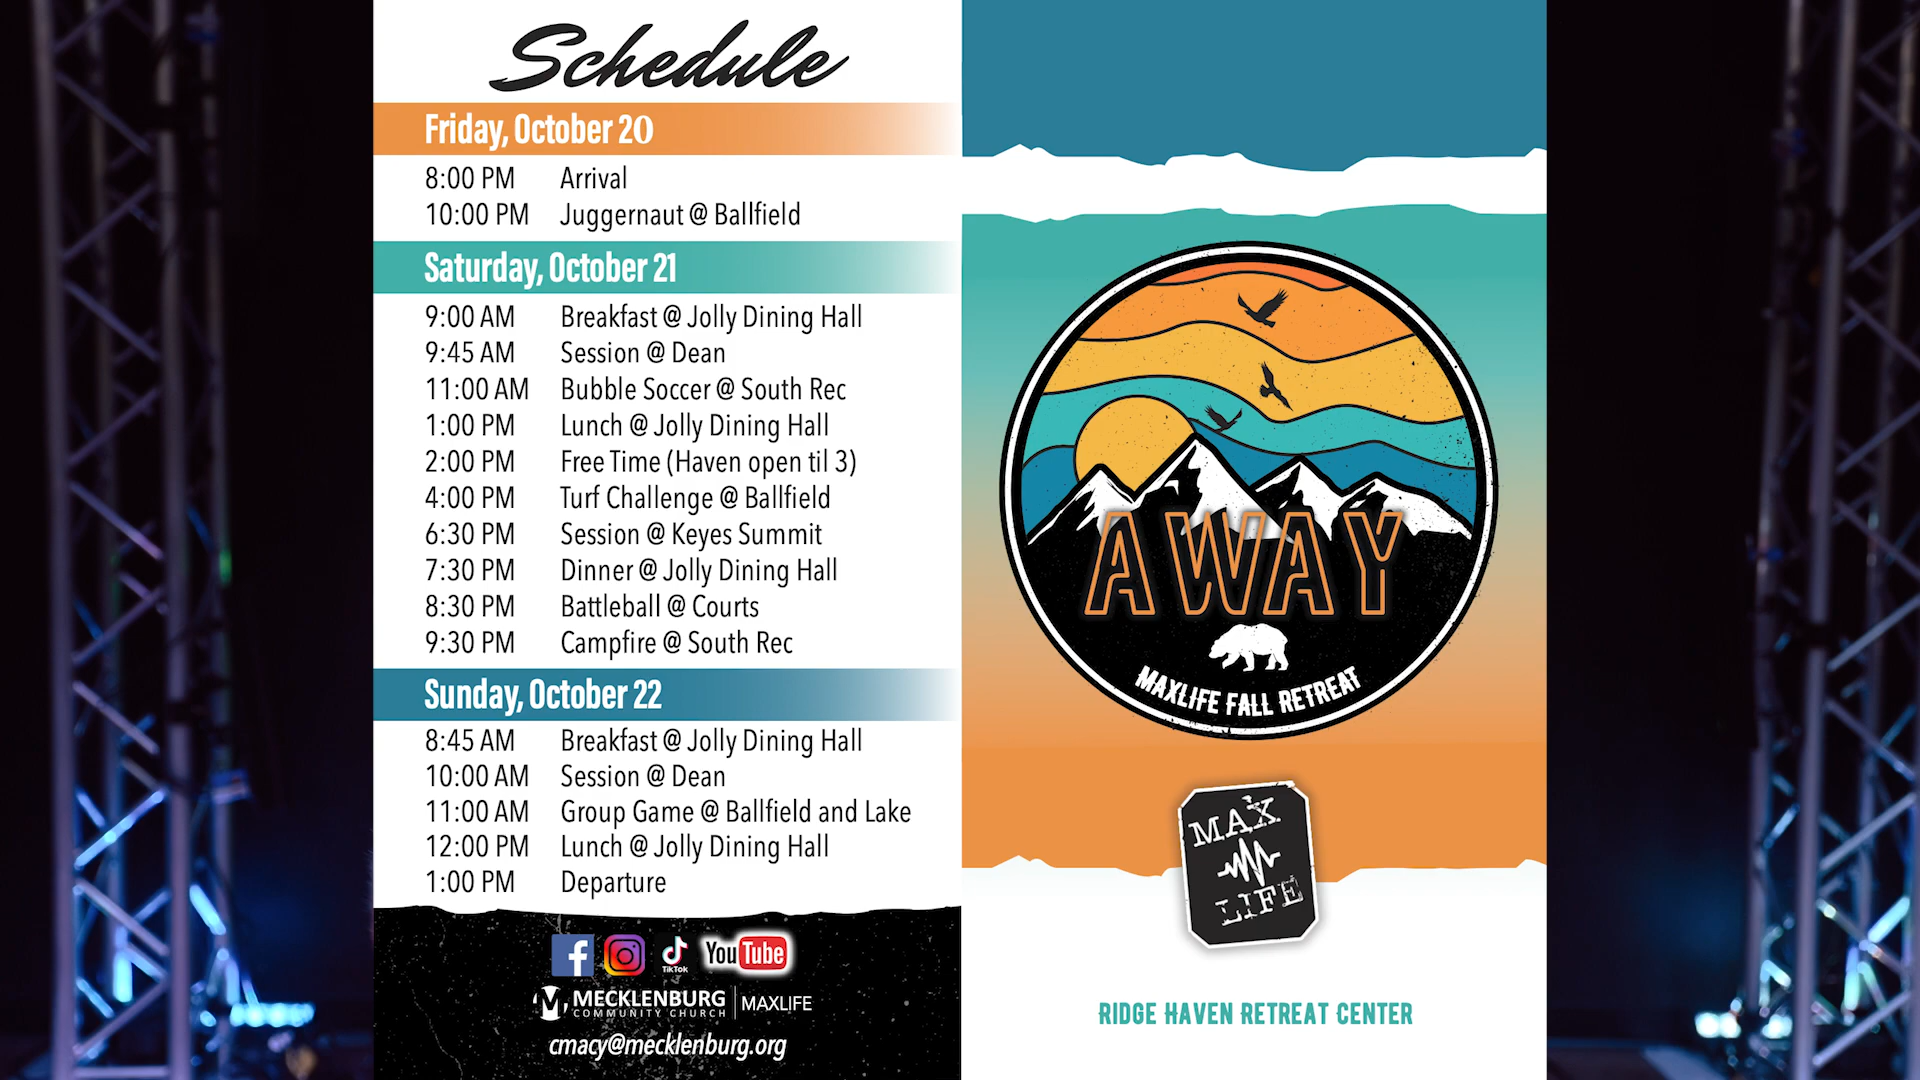 Schedule
Friday, October 20
8:00 PM Arrival
10:00 PM Juggernaut @ Ballfield
Saturday, October 21
9:00 AM Breakfast @ Jolly Dining Hall
9:45 AM Session @ Dean
11:00 AM Bubble Soccer @ South Rec
1:00 PM Lunch @ Jolly Dining Hall
2:00 PM Free Time (Haven open til 3)
4:00 PM Turf Challenge @ Ballfield
6:30 PM Session @ Keyes Summit
7:30 PM Dinner @ Jolly Dining Hall
8:30 PM Battleball @ Courts
9:30 PM Campfire @ South Rec
Sunday, October 22
8:45 AM Breakfast @ Jolly Dining Hall
10:00 AM Session @ Dean
11:00 AM Group Game @ Ballfield and Lake
12:00 PM Lunch @ Jolly Dining Hall
1:00 PM Departure
f TikTok YouTube
M MECKLENBURG MAXLIFE
COMMUNITY CHURCH
cmacy@mecklenburg.org
AWAY
MAXLIFE FALL RETREAT
MAX
LIFE
RIDGE HAVEN RETREAT CENTER